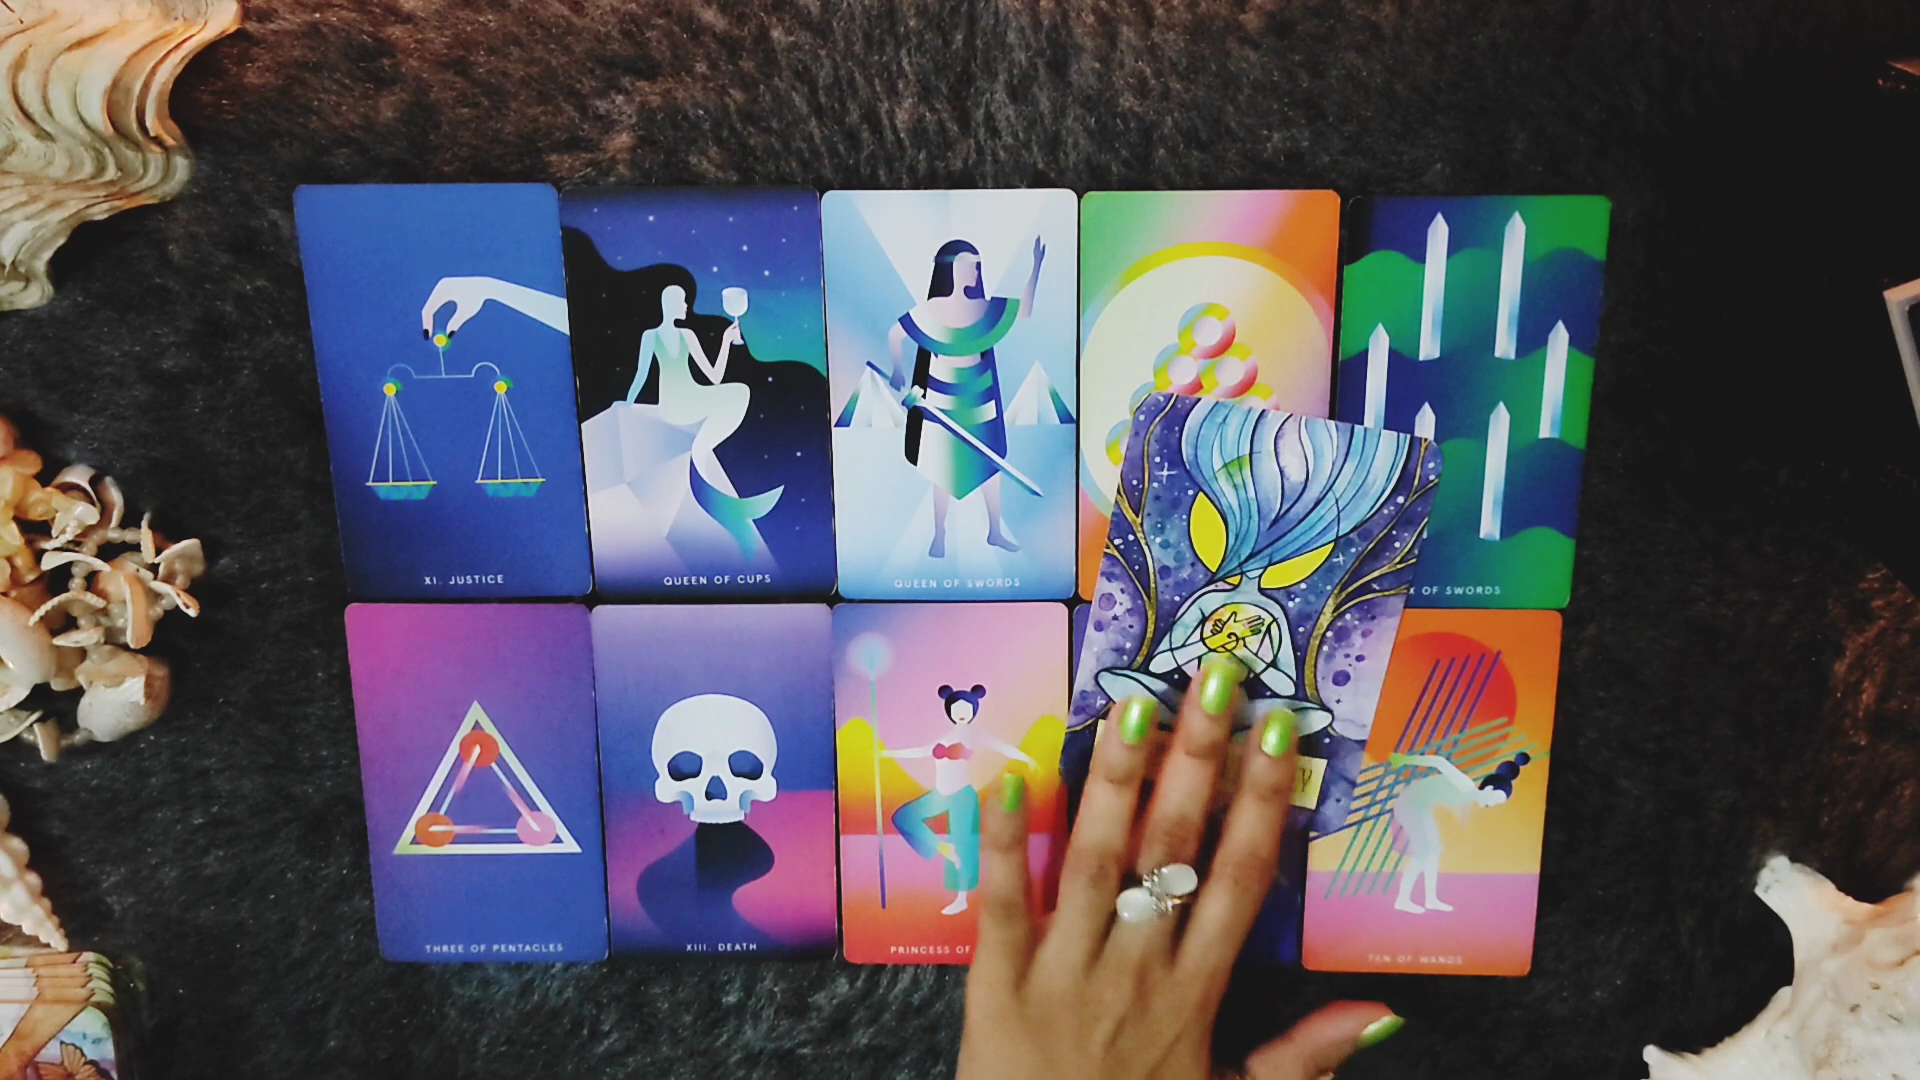 XI. JUSTICE
QUEEN OF CUPS
QUEEN OF SWORDS
OF SWORDS
THREE OF PENTACLES
XIII. DEATH
PRINCESS OF
TEN OF WANDS